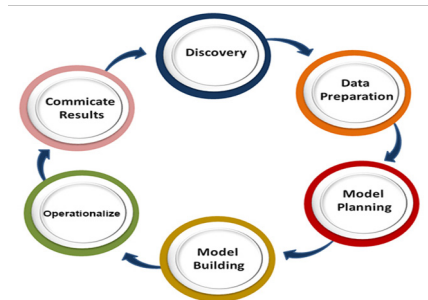 Discovery
Data
Preparation
Model
Planning
Model
Building
Operationalize
Commicate
Results